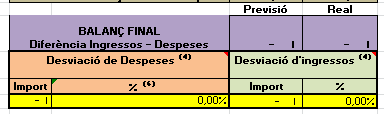 Previsió Real
BALANÇ FINAL
Diferència Ingressos – Despeses - I - I
Desviació de Despeses (4) Desviació d'ingressos (4)
Import % (6) Import %
- I 0,00% - I 0,00%